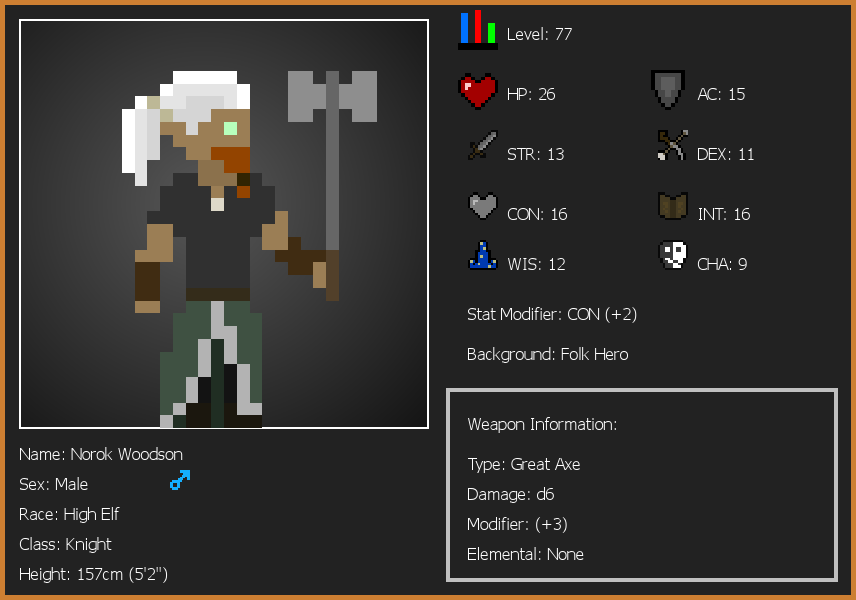 Level: 77
HP: 26
AC: 15
STR: 13
DEX: 11
CON: 16
INT: 16
WIS: 12
CHA: 9
Stat Modifier: CON (+2)
Background: Folk Hero
Weapon Information:
Type: Great Axe
Damage: d6
Modifier: (+3)
Elemental: None
Name: Norok Woodson
Sex: Male
Race: High Elf
Class: Knight
Height: 157cm (5'2")